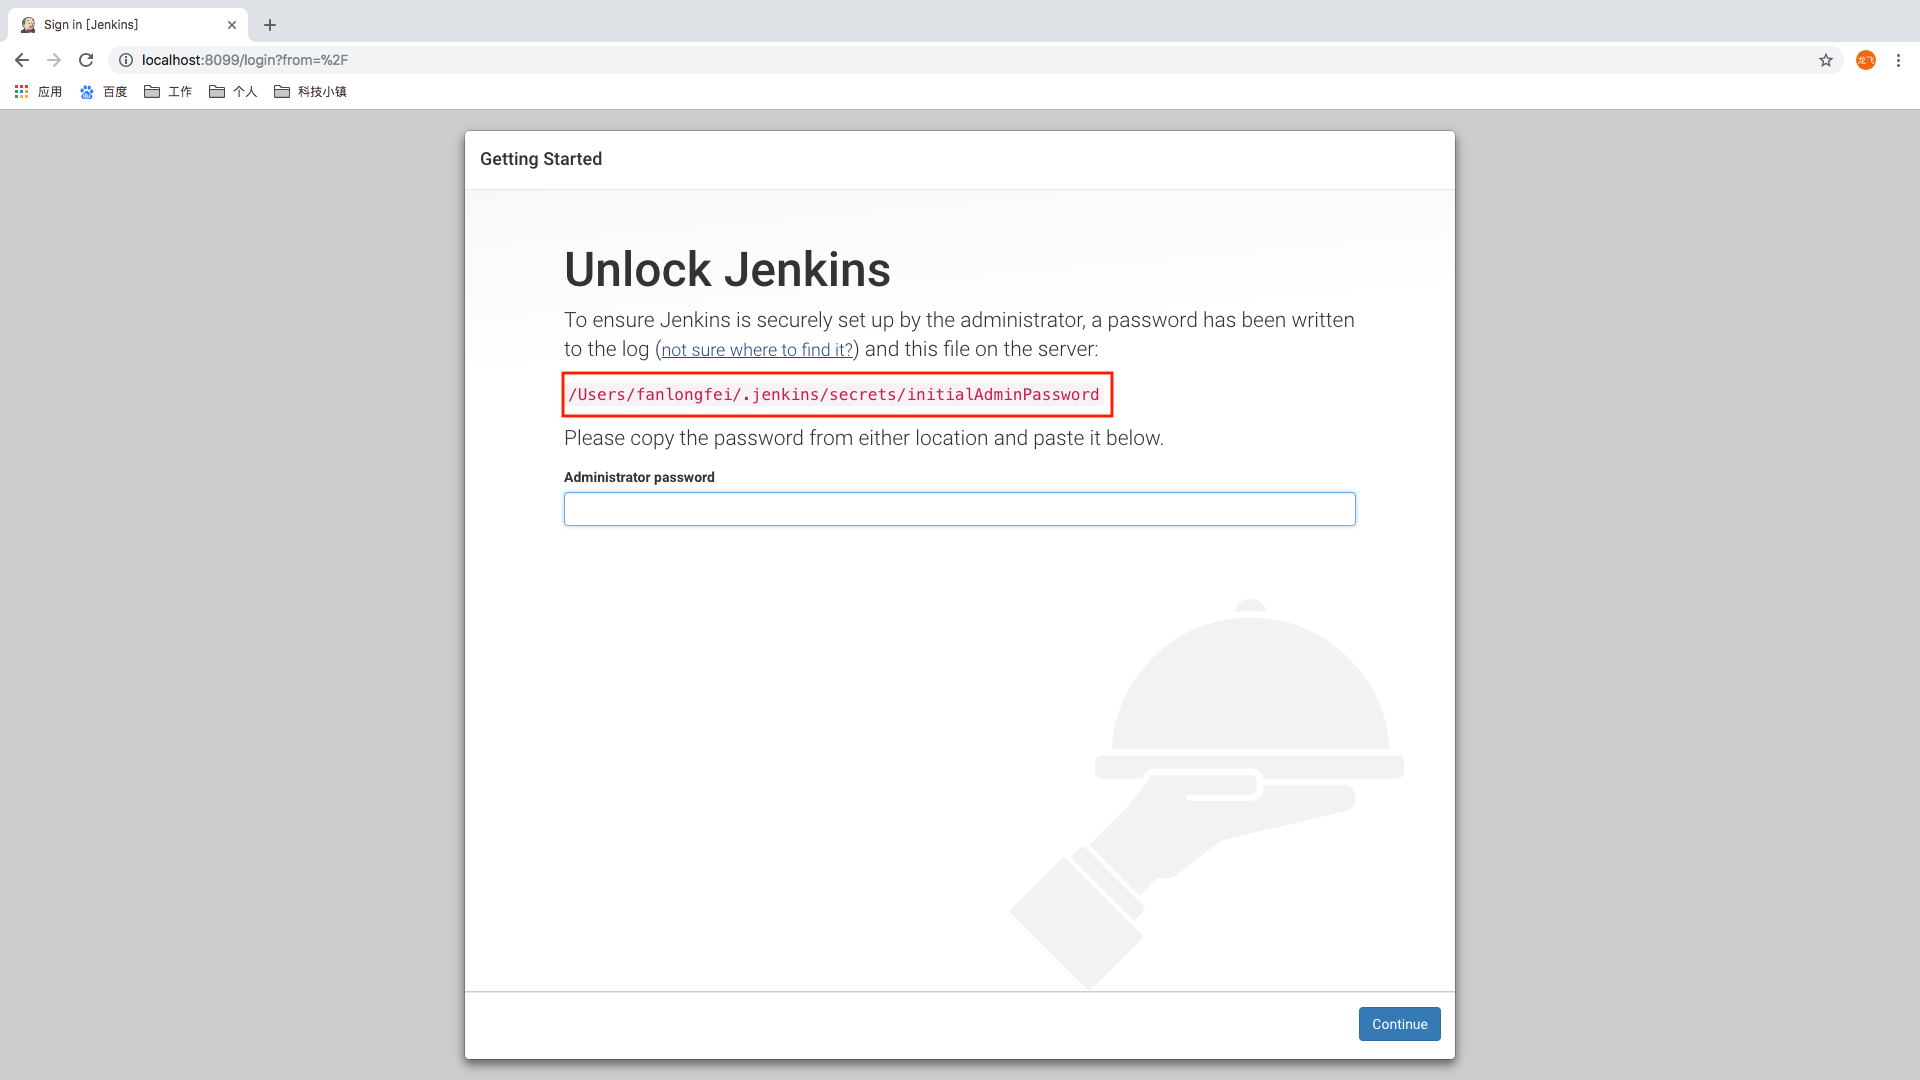 Sign in [Jenkins]
localhost:8099/login?from=%2F
龙飞
应用
百度
工作
个人
科技小镇
Getting Started
Unlock Jenkins
To ensure Jenkins is securely set up by the administrator, a password has been written
to the log (not sure where to find it?) and this file on the server:
/Users/fanlongfei/.jenkins/secrets/initialAdminPassword
Please copy the password from either location and paste it below.
Administrator password
Continue